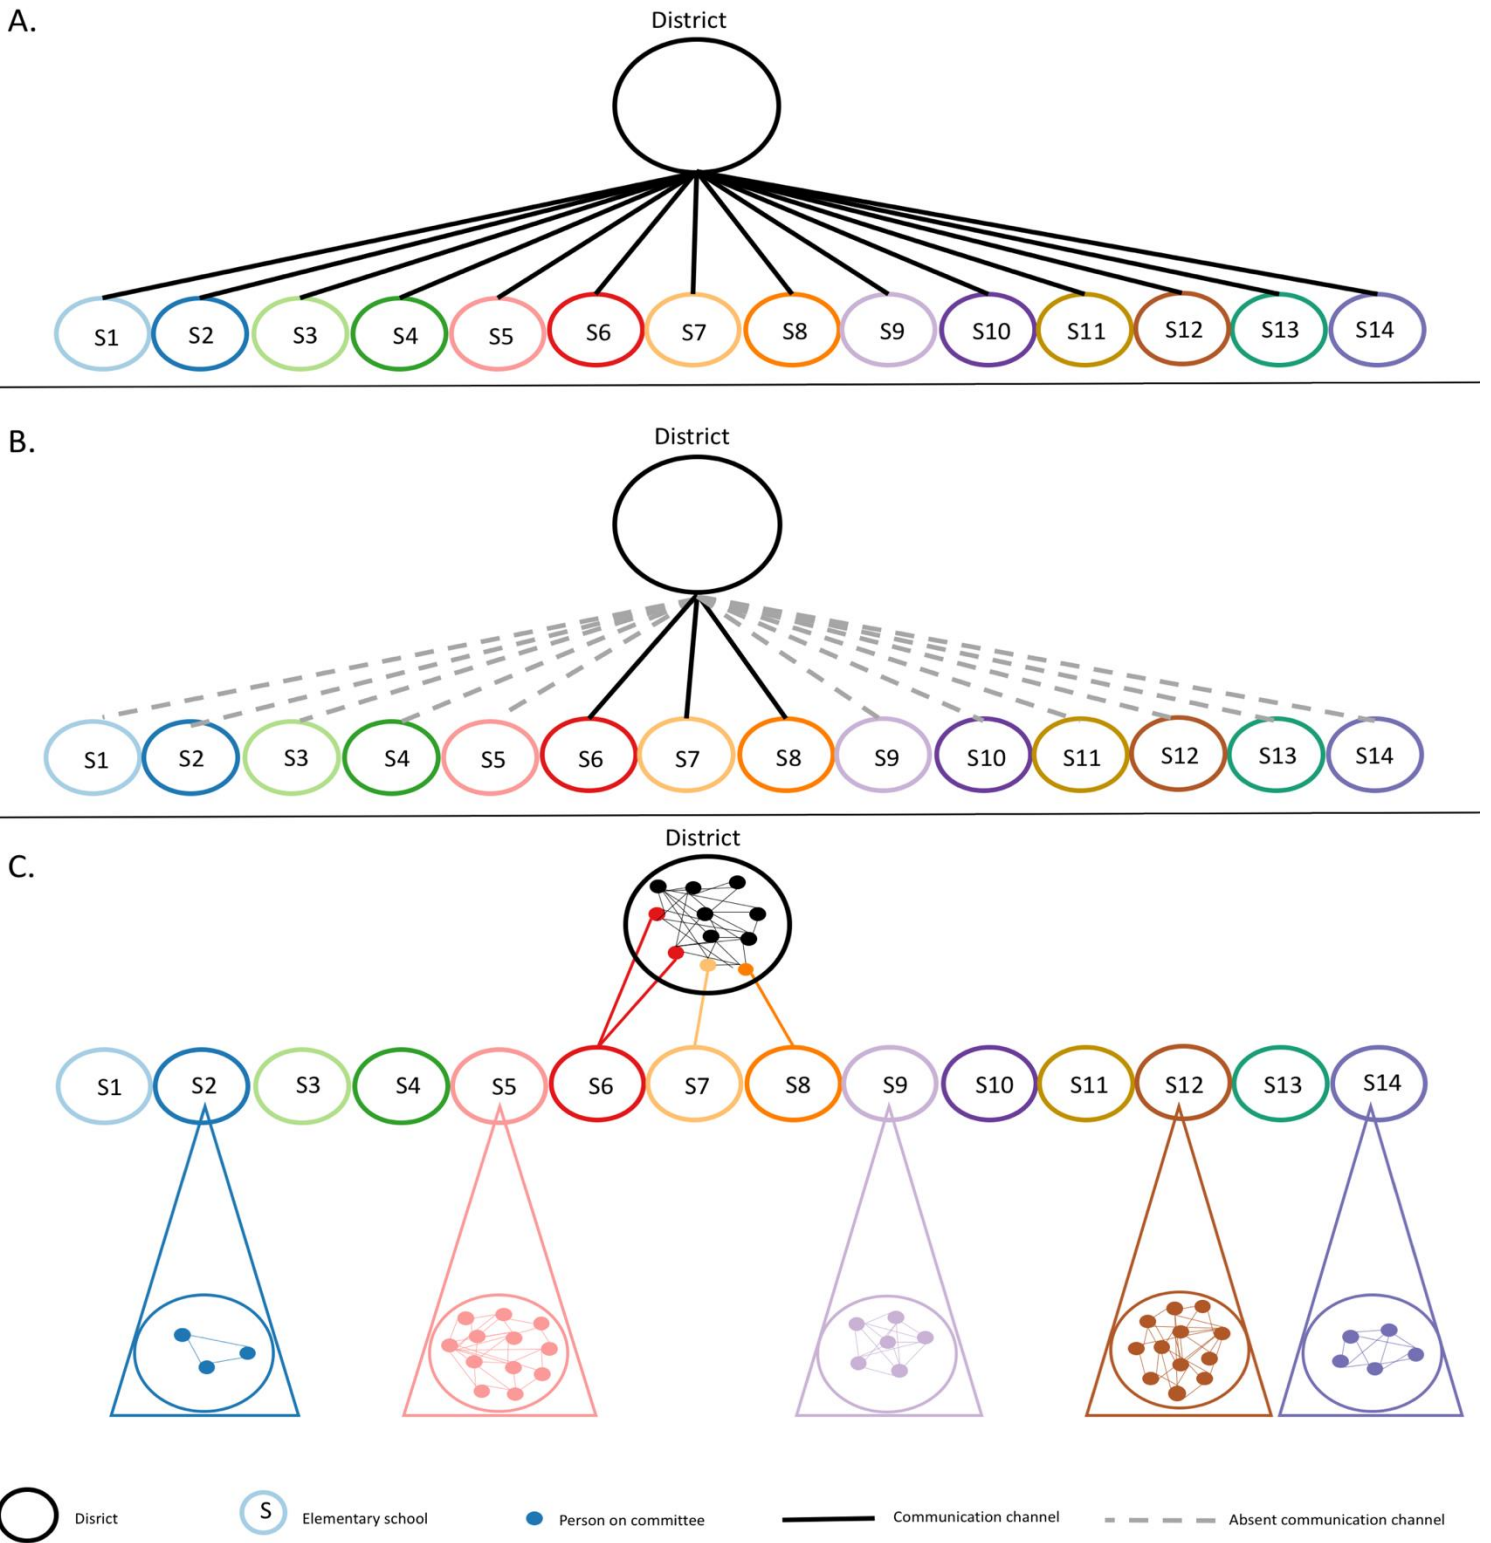 A.
District
S1 S2 S3 S4 S5 S6 S7 S8 S9 S10 S11 S12 S13 S14
B.
District
S1 S2 S3 S4 S5 S6 S7 S8 S9 S10 S11 S12 S13 S14
C.
District
S1 S2 S3 S4 S5 S6 S7 S8 S9 S10 S11 S12 S13 S14
Disrict S Elementary school Person on committee Communication channel Absent communication channel